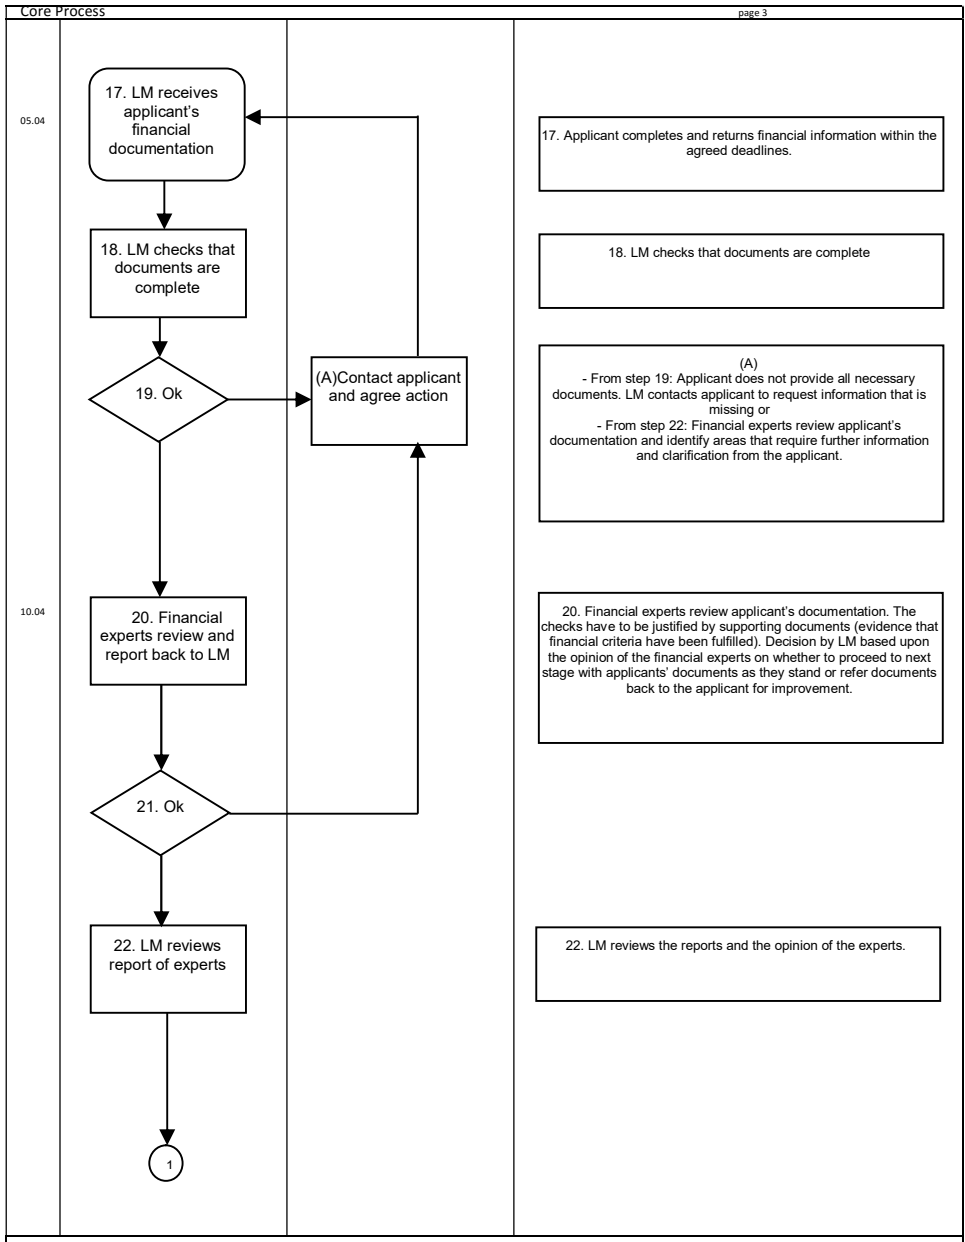 Core Process
page 3
05.04
17. LM receives
applicant's
financial
documentation
17. Applicant completes and returns financial information within the
agreed deadlines.
18. LM checks that
documents are
complete
18. LM checks that documents are complete
19. Ok
(A)Contact applicant
and agree action
(A)
- From step 19: Applicant does not provide all necessary
documents. LM contacts applicant to request information that is
missing or
- From step 22: Financial experts review applicant's
documentation and identify areas that require further information
and clarification from the applicant.
10.04
20. Financial
experts review and
report back to LM
20. Financial experts review applicant's documentation. The
checks have to be justified by supporting documents (evidence that
financial criteria have been fulfilled). Decision by LM based upon
the opinion of the financial experts on whether to proceed to next
stage with applicants' documents as they stand or refer documents
back to the applicant for improvement.
21. Ok
22. LM reviews
report of experts
22. LM reviews the reports and the opinion of the experts.
1